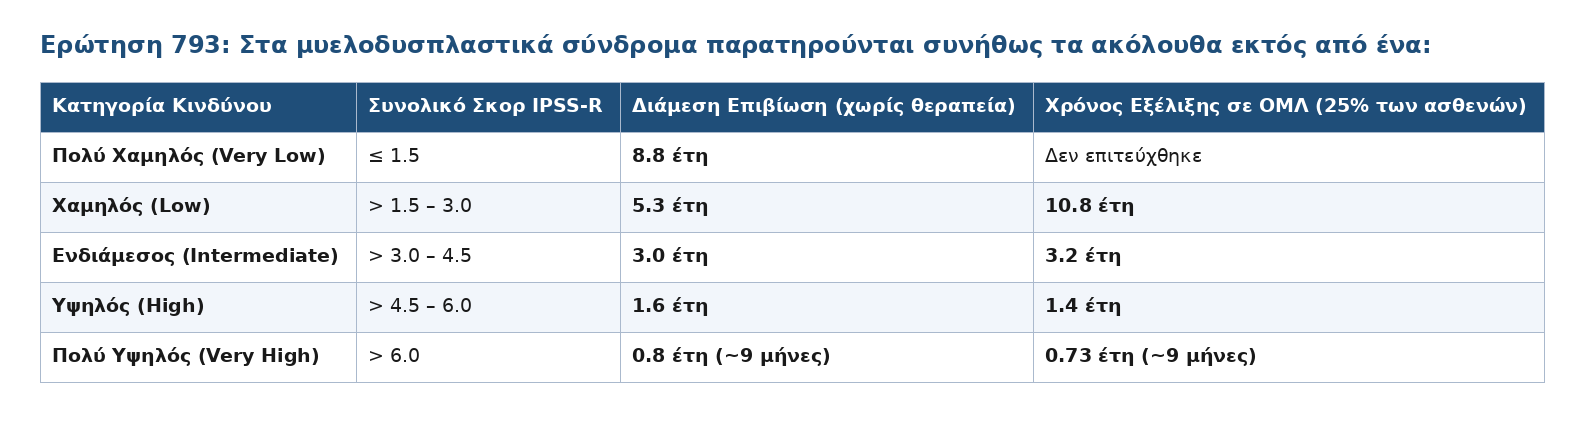 Ερώτηση 793: Στα μυελοδυσπλαστικά σύνδρομα παρατηρούνται συνήθως τα ακόλουθα εκτός από ένα:
Κατηγορία Κινδύνου Συνολικό Σκορ IPSS-R Διάμεση Επιβίωση (χωρίς θεραπεία) Χρόνος Εξέλιξης σε ΟΜΛ (25% των ασθενών)
Πολύ Χαμηλός (Very Low) ≤ 1.5 8.8 έτη Δεν επιτεύχθηκε
Χαμηλός (Low) > 1.5 – 3.0 5.3 έτη 10.8 έτη
Ενδιάμεσος (Intermediate) > 3.0 – 4.5 3.0 έτη 3.2 έτη
Υψηλός (High) > 4.5 – 6.0 1.6 έτη 1.4 έτη
Πολύ Υψηλός (Very High) > 6.0 0.8 έτη (~9 μήνες) 0.73 έτη (~9 μήνες)